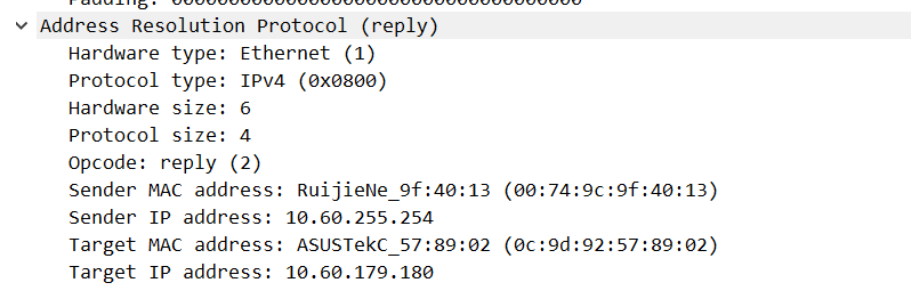 Padding: 000000000000000000000000000000000000
Address Resolution Protocol (reply)
Hardware type: Ethernet (1)
Protocol type: IPv4 (0x0800)
Hardware size: 6
Protocol size: 4
Opcode: reply (2)
Sender MAC address: RuijieNe_9f:40:13 (00:74:9c:9f:40:13)
Sender IP address: 10.60.255.254
Target MAC address: ASUSTekC_57:89:02 (0c:9d:92:57:89:02)
Target IP address: 10.60.179.180